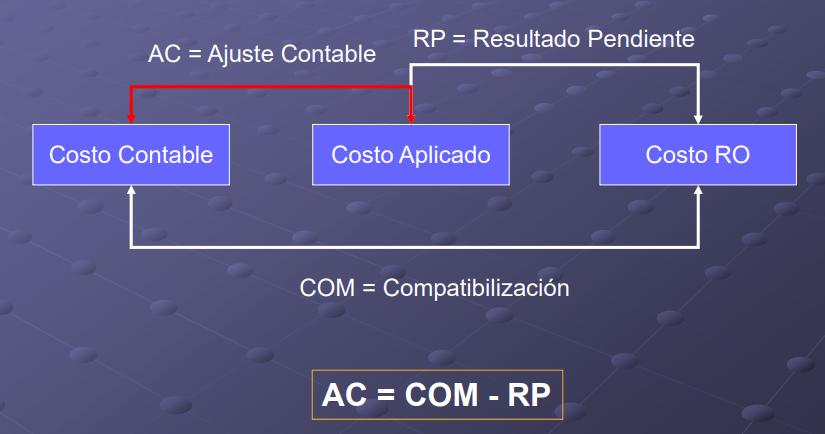 RP = Resultado Pendiente
AC = Ajuste Contable
Costo Contable
Costo Aplicado
Costo RO
COM = Compatibilización
AC = COM - RP